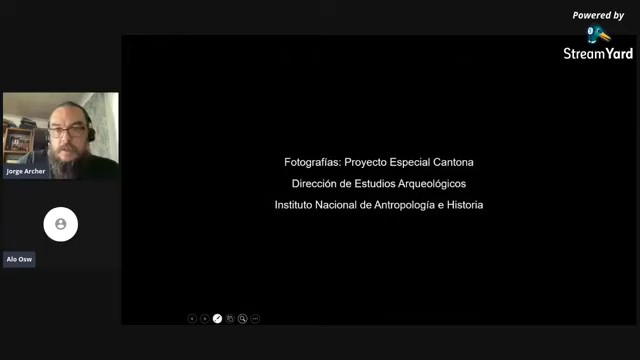 Powered by
StreamYard
Jorge Archer
Alo Osw
Fotografías: Proyecto Especial Cantona
Dirección de Estudios Arqueológicos
Instituto Nacional de Antropología e Historia